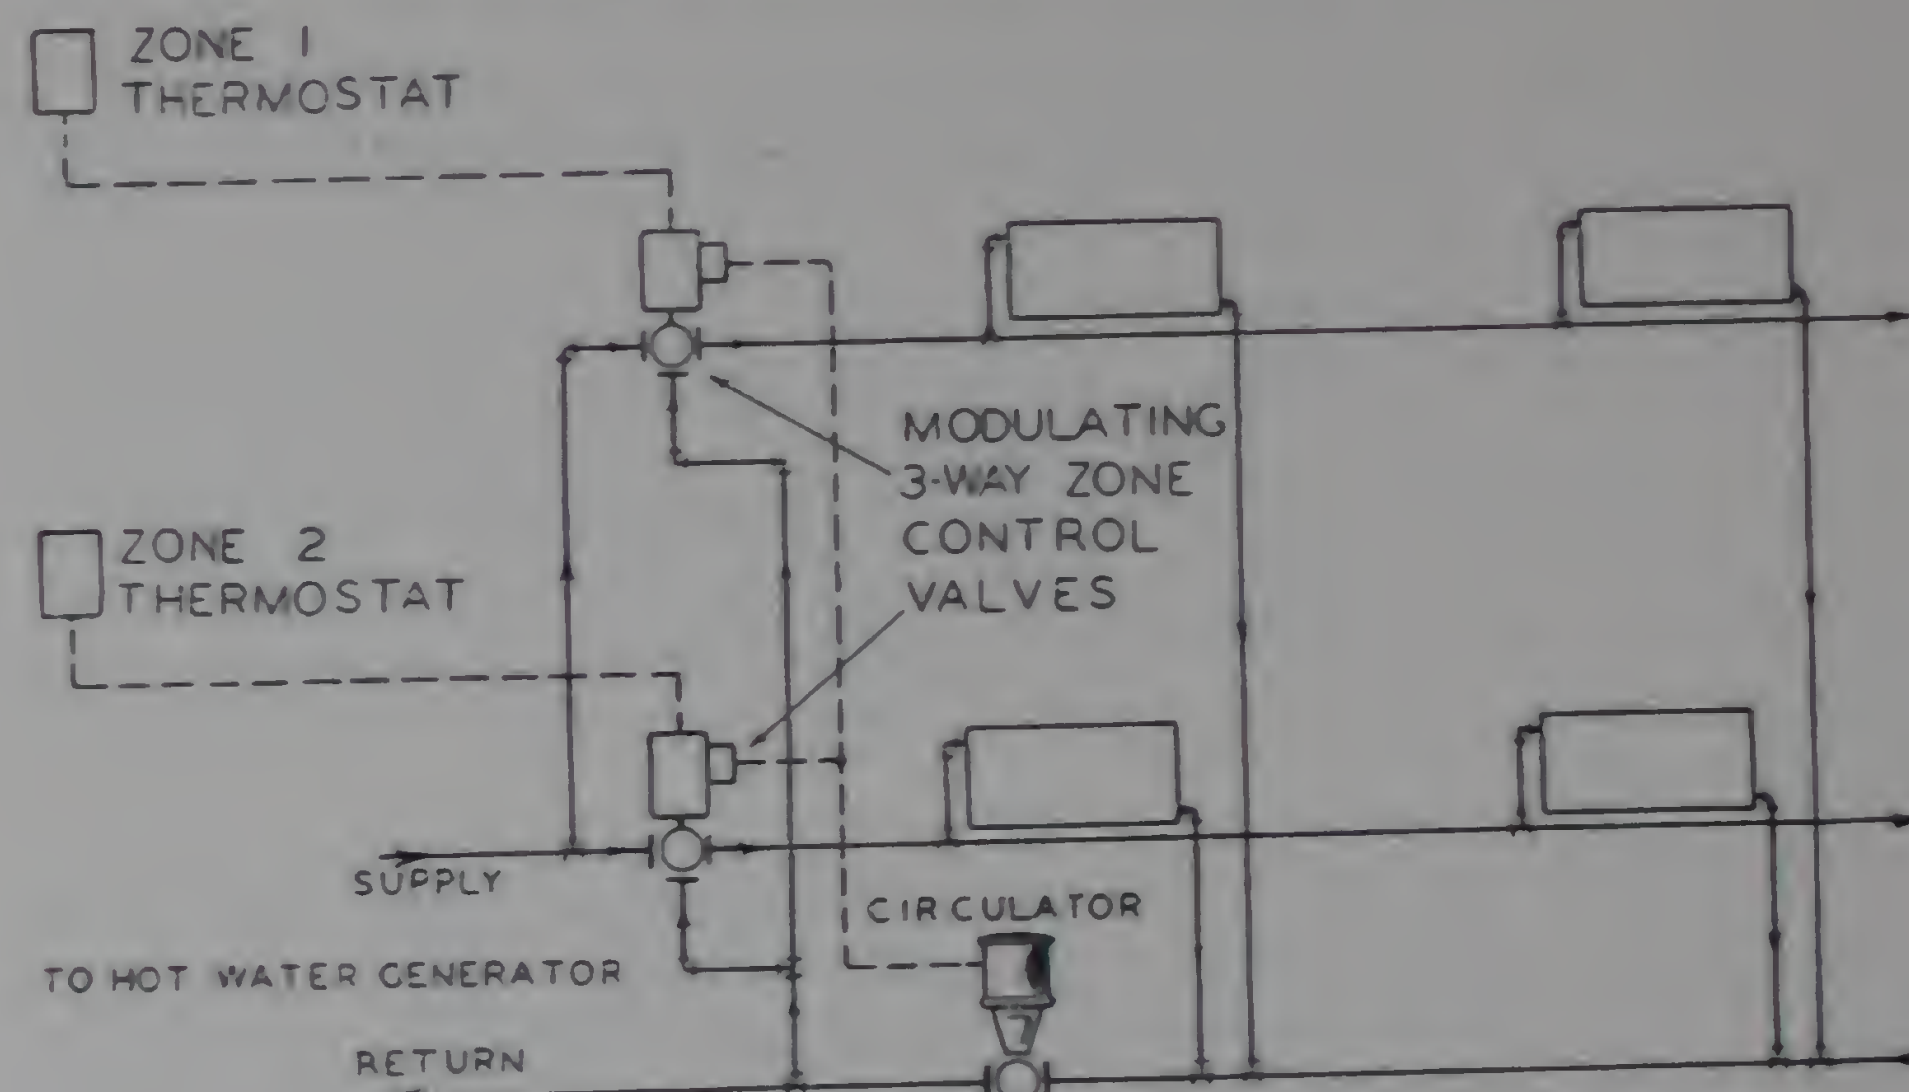 ZONE 1
THERMOSTAT
MODULATING
3-WAY ZONE
CONTROL
VALVES
ZONE 2
THERMOSTAT
SUPPLY
CIRCULATOR
TO HOT WATER GENERATOR
RETURN